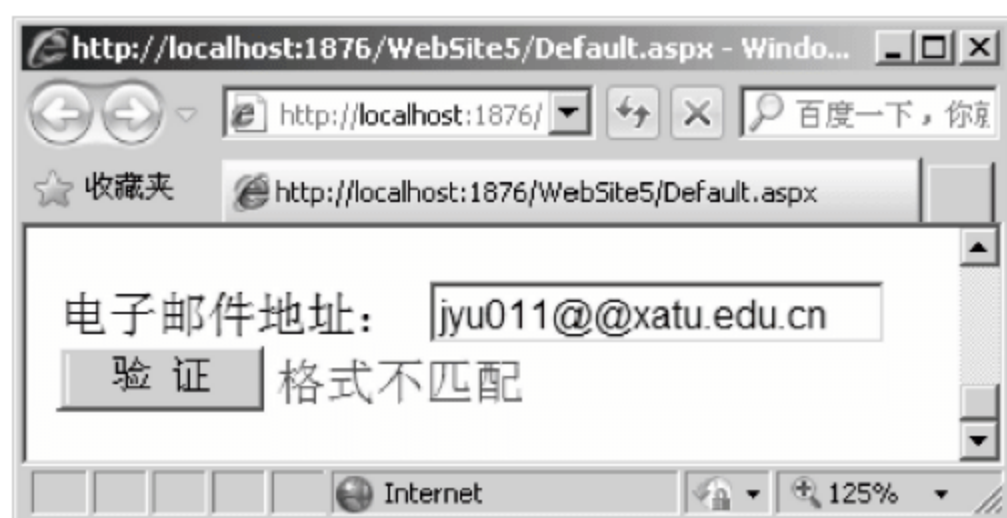 http://localhost:1876/WebSite5/Default.aspx - Windo...
http://localhost:1876/
百度一下，你
收藏夹
http://localhost:1876/WebSite5/Default.aspx
电子邮件地址：
jyu011@@xatu.edu.cn
验 证
格式不匹配
Internet
125%